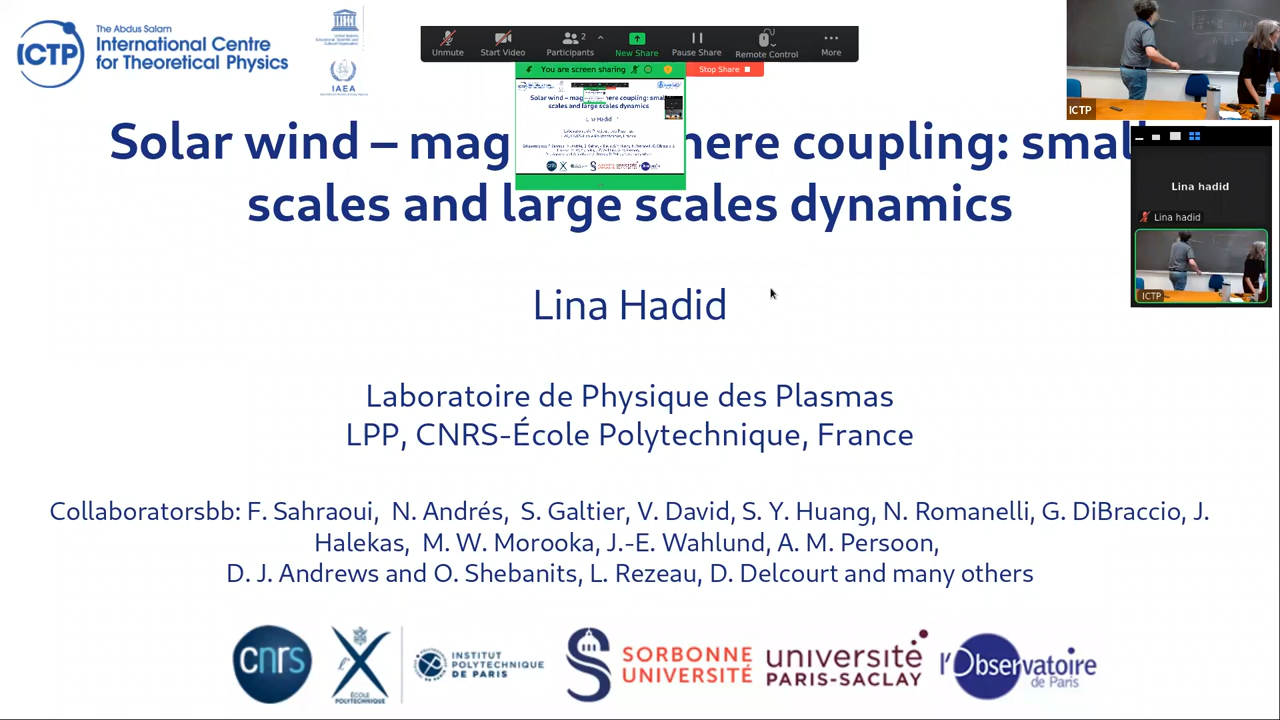 The Abdus Salam
International Centre
for Theoretical Physics
ICTP
IAEA
Unmute
Start Video
Participants
2
New Share
Pause Share
Remote Control
More
You are screen sharing
Stop Share
ICTP
Lina hadid
Lina hadid
ICTP
Solar wind – mag here coupling: small
scales and large scales dynamics
Lina Hadid
Laboratoire de Physique des Plasmas
LPP, CNRS-École Polytechnique, France
Collaboratorsbb: F. Sahraoui, N. Andrés, S. Galtier, V. David, S. Y. Huang, N. Romanelli, G. DiBraccio, J.
Halekas, M. W. Morooka, J.-E. Wahlund, A. M. Persoon,
D. J. Andrews and O. Shebanits, L. Rezeau, D. Delcourt and many others
cnrs
ÉCOLE
POLYTECHNIQUE
INSTITUT
POLYTECHNIQUE
DE PARIS
SORBONNE
UNIVERSITÉ
université
PARIS-SACLAY
l'Observatoire
de Paris